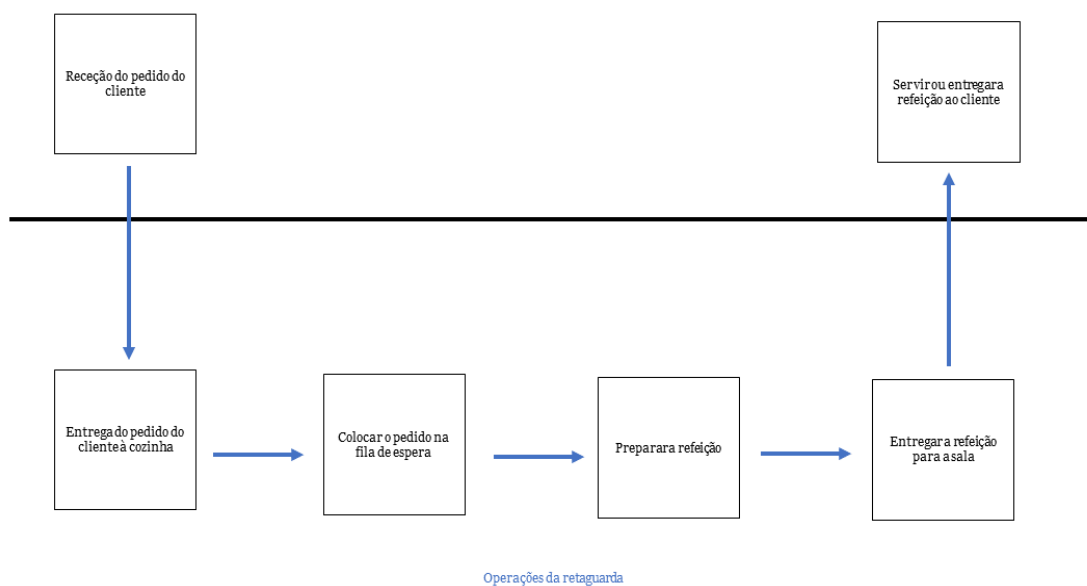 Receção do pedido do
cliente
Servir ou entregar a
refeição ao cliente
Entrega do pedido do
cliente à cozinha
Colocar o pedido na
fila de espera
Preparar a refeição
Entregar a refeição
para a sala
Operações da retaguarda